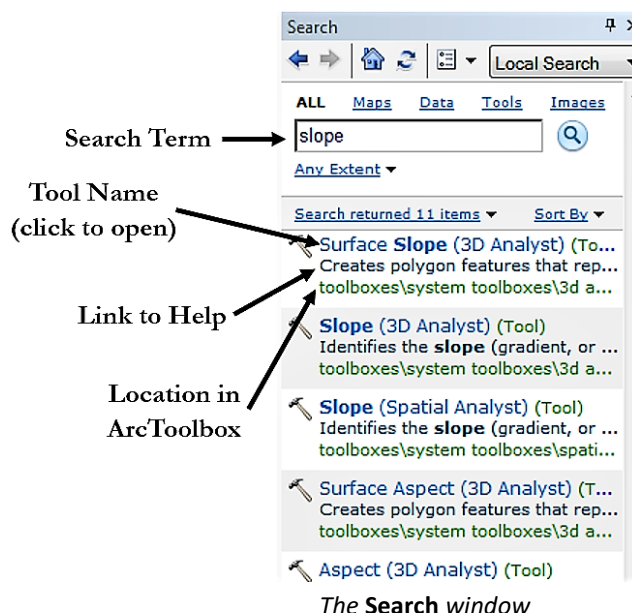 Search
Local Search
ALL Maps Data Tools Images
Search Term
slope
Any Extent
Tool Name
(click to open)
Search returned 11 items Sort By
Surface Slope (3D Analyst) (To...
Creates polygon features that rep...
toolboxes\system toolboxes\3d a...
Link to Help
Slope (3D Analyst) (Tool)
Identifies the slope (gradient, or ...
toolboxes\system toolboxes\3d a...
Location in
ArcToolbox
Slope (Spatial Analyst) (Tool)
Identifies the slope (gradient, or ...
toolboxes\system toolboxes\spati...
Surface Aspect (3D Analyst) (T...
Creates polygon features that rep...
toolboxes\system toolboxes\3d a...
Aspect (3D Analyst) (Tool)
The Search window